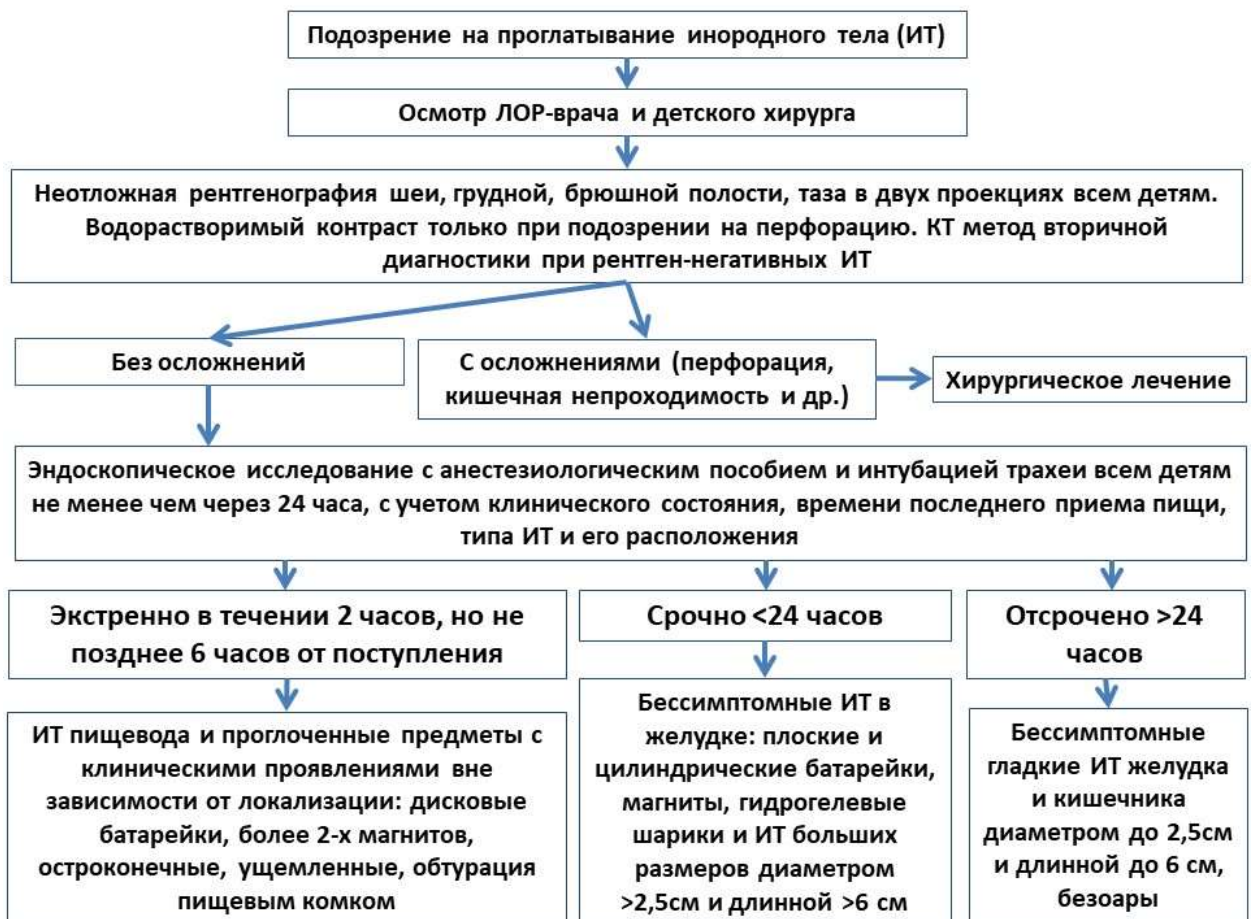 Подозрение на проглатывание инородного тела (ИТ)
Осмотр ЛОР-врача и детского хирурга
Неотложная рентгенография шеи, грудной, брюшной полости, таза в двух проекциях всем детям.
Водорастворимый контраст только при подозрении на перфорацию. КТ метод вторичной
диагностики при рентген-негативных ИТ
Без осложнений
С осложнениями (перфорация,
кишечная непроходимость и др.)
Хирургическое лечение
Эндоскопическое исследование с анестезиологическим пособием и интубацией трахеи всем детям
не менее чем через 24 часа, с учетом клинического состояния, времени последнего приема пищи,
типа ИТ и его расположения
Экстренно в течении 2 часов, но не
позднее 6 часов от поступления
Срочно <24 часов
Отсрочено >24
часов
ИТ пищевода и проглоченные предметы с
клиническими проявлениями вне
зависимости от локализации: дисковые
батарейки, более 2-х магнитов,
остроконечные, ущемленные, обтурация
пищевым комком
Бессимптомные ИТ в
желудке: плоские и
цилиндрические батарейки,
магниты, гидрогелевые
шарики и ИТ больших
размеров диаметром
>2,5см и длинной >6 см
Бессимптомные
гладкие ИТ желудка
и кишечника
диаметром до 2,5см
и длинной до 6 см,
безоары